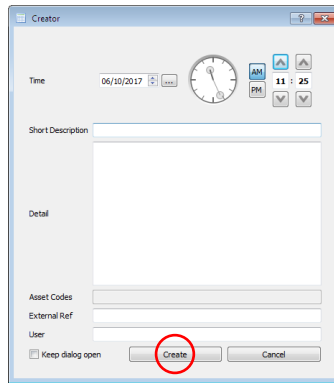 Creator
Time 06/10/2017 ... AM 11 : 25
PM
Short Description
Detail
Asset Codes
External Ref
User
Keep dialog open Create Cancel